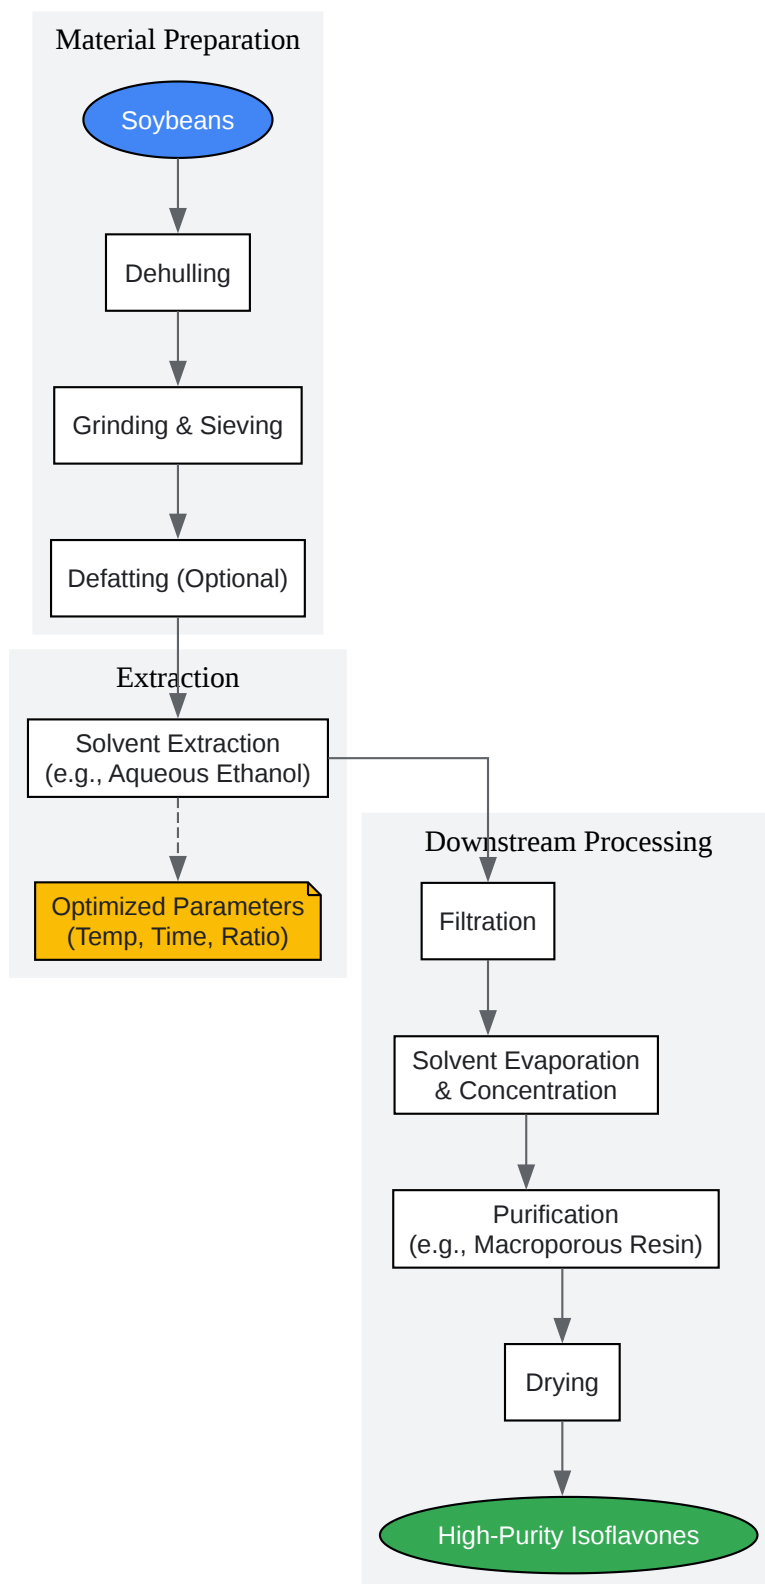 Material Preparation
Soybeans
Dehulling
Grinding & Sieving
Defatting (Optional)
Extraction
Solvent Extraction
(e.g., Aqueous Ethanol)
Optimized Parameters
(Temp, Time, Ratio)
Downstream Processing
Filtration
Solvent Evaporation
& Concentration
Purification
(e.g., Macroporous Resin)
Drying
High-Purity Isoflavones